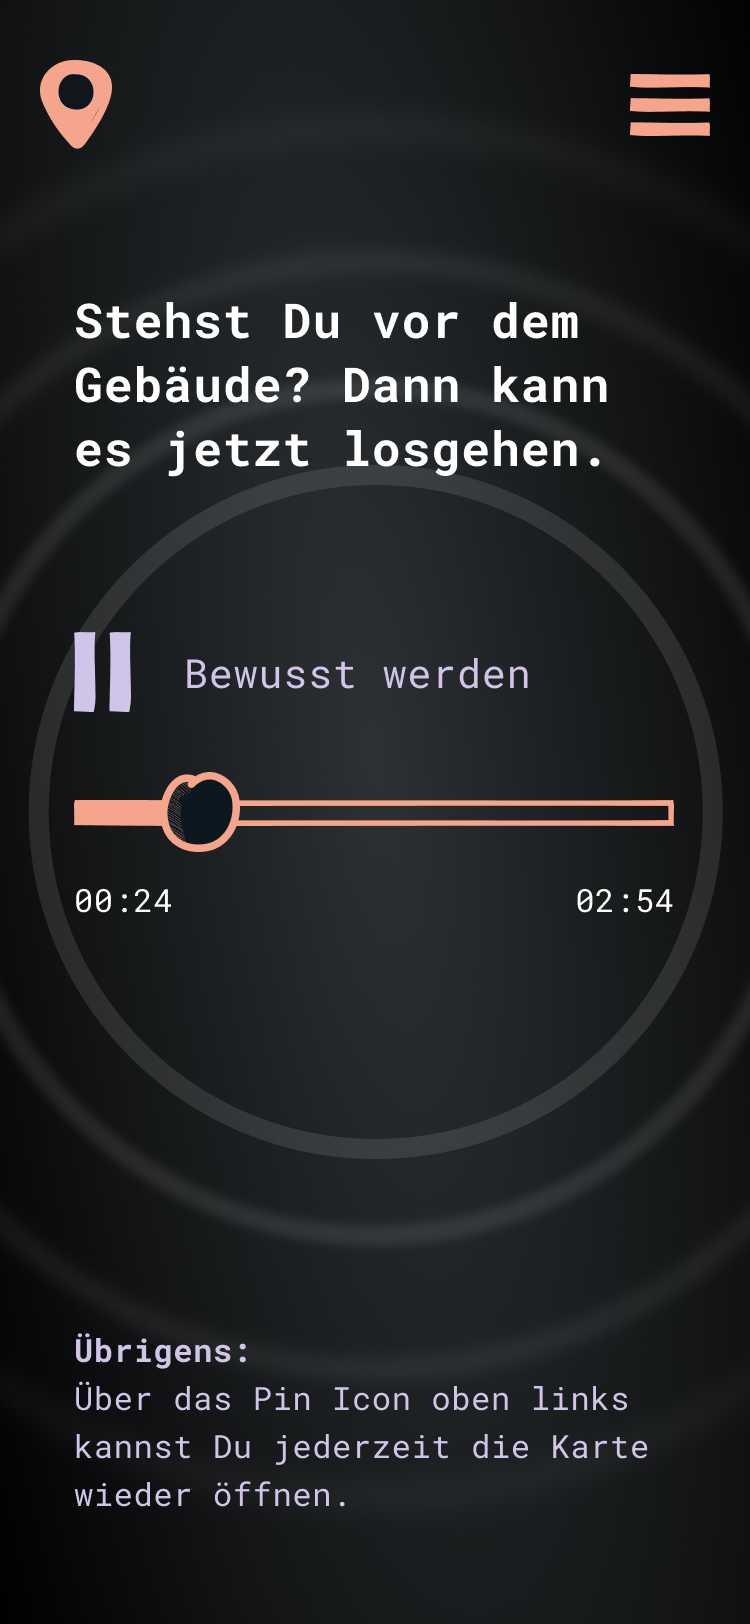 Stehst Du vor dem
Gebäude? Dann kann
es jetzt losgehen.
Bewusst werden
00:24
02:54
Übrigens:
Über das Pin Icon oben links
kannst Du jederzeit die Karte
wieder öffnen.